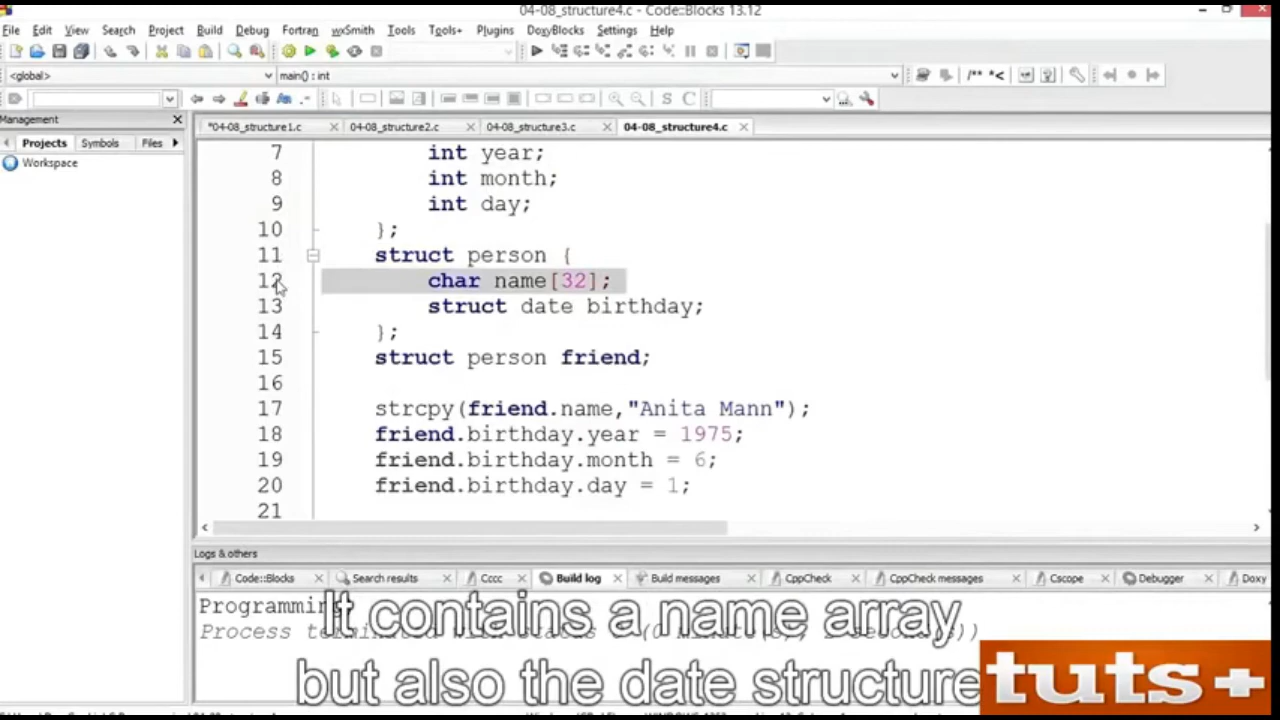 04-08_structure4.c - Code::Blocks 13.12
File Edit View Search Project Build Debug Fortran wxSmith Tools Tools+ Plugins DoxyBlocks Settings Help
<global> main() : int
/** *<
S C
Management
*04-08_structure1.c 04-08_structure2.c 04-08_structure3.c 04-08_structure4.c
Projects Symbols Files
Workspace
7 int year;
8 int month;
9 int day;
10 };
11 struct person {
12 char name[32];
13 struct date birthday;
14 };
15 struct person friend;
16
17 strcpy(friend.name,"Anita Mann");
18 friend.birthday.year = 1975;
19 friend.birthday.month = 6;
20 friend.birthday.day = 1;
21
Logs & others
Code::Blocks Search results Cccc Build log Build messages CppCheck CppCheck messages Cscope Debugger Doxy
Programming
Process terminated with status
It contains a name array
but also the date structure
tuts+